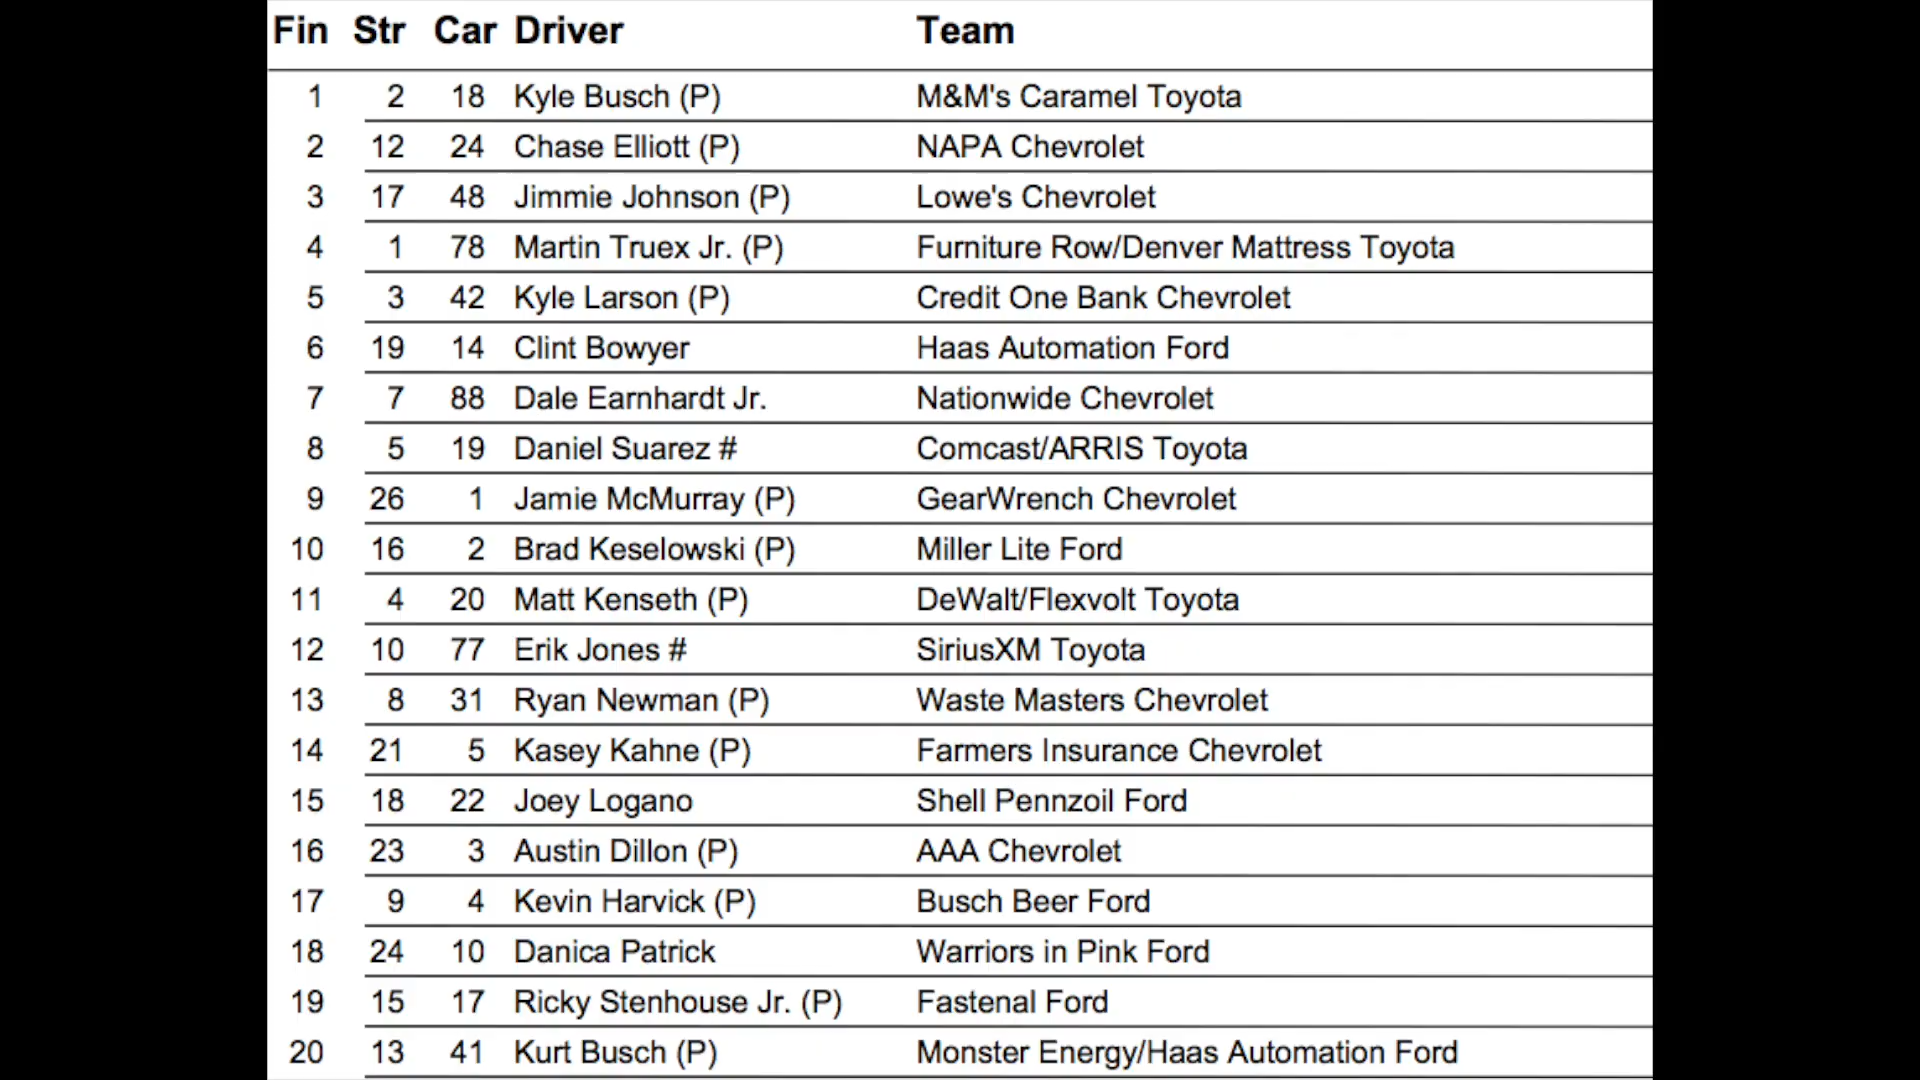 Fin Str Car Driver Team
1 2 18 Kyle Busch (P) M&M's Caramel Toyota
2 12 24 Chase Elliott (P) NAPA Chevrolet
3 17 48 Jimmie Johnson (P) Lowe's Chevrolet
4 1 78 Martin Truex Jr. (P) Furniture Row/Denver Mattress Toyota
5 3 42 Kyle Larson (P) Credit One Bank Chevrolet
6 19 14 Clint Bowyer Haas Automation Ford
7 7 88 Dale Earnhardt Jr. Nationwide Chevrolet
8 5 19 Daniel Suarez # Comcast/ARRIS Toyota
9 26 1 Jamie McMurray (P) GearWrench Chevrolet
10 16 2 Brad Keselowski (P) Miller Lite Ford
11 4 20 Matt Kenseth (P) DeWalt/Flexvolt Toyota
12 10 77 Erik Jones # SiriusXM Toyota
13 8 31 Ryan Newman (P) Waste Masters Chevrolet
14 21 5 Kasey Kahne (P) Farmers Insurance Chevrolet
15 18 22 Joey Logano Shell Pennzoil Ford
16 23 3 Austin Dillon (P) AAA Chevrolet
17 9 4 Kevin Harvick (P) Busch Beer Ford
18 24 10 Danica Patrick Warriors in Pink Ford
19 15 17 Ricky Stenhouse Jr. (P) Fastenal Ford
20 13 41 Kurt Busch (P) Monster Energy/Haas Automation Ford